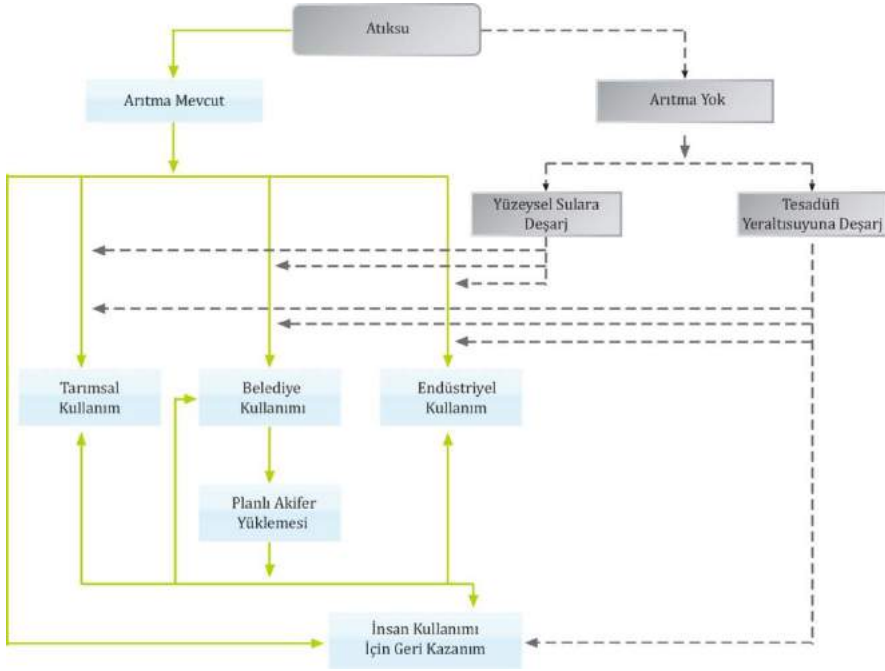 Atıksu
Arıtma Mevcut
Arıtma Yok
Yüzeysel Sulara
Deşarj
Tesadüfi
Yeraltısuyuna Deşarj
Tarımsal
Kullanım
Belediye
Kullanımı
Endüstriyel
Kullanım
Planlı Akifer
Yüklemesi
İnsan Kullanımı
İçin Geri Kazanım